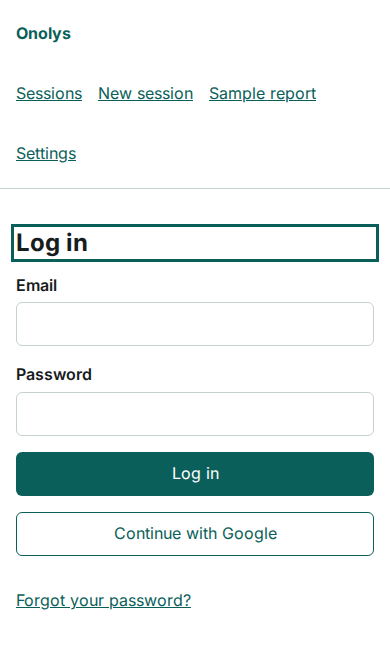 Onolys
Sessions New session Sample report
Settings
Log in
Email
Password
Log in
Continue with Google
Forgot your password?